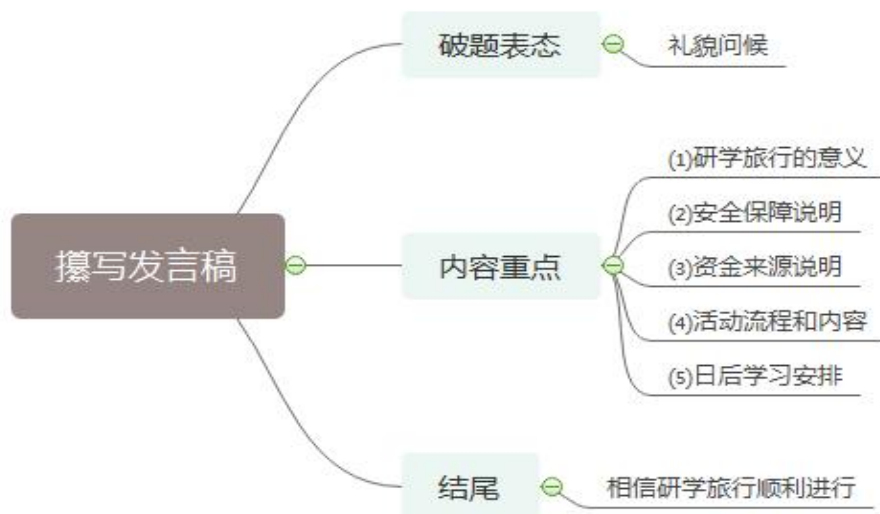 破题表态
礼貌问候
(1)研学旅行的意义
(2)安全保障说明
攥写发言稿
内容重点
(3)资金来源说明
(4)活动流程和内容
(5)日后学习安排
结尾
相信研学旅行顺利进行